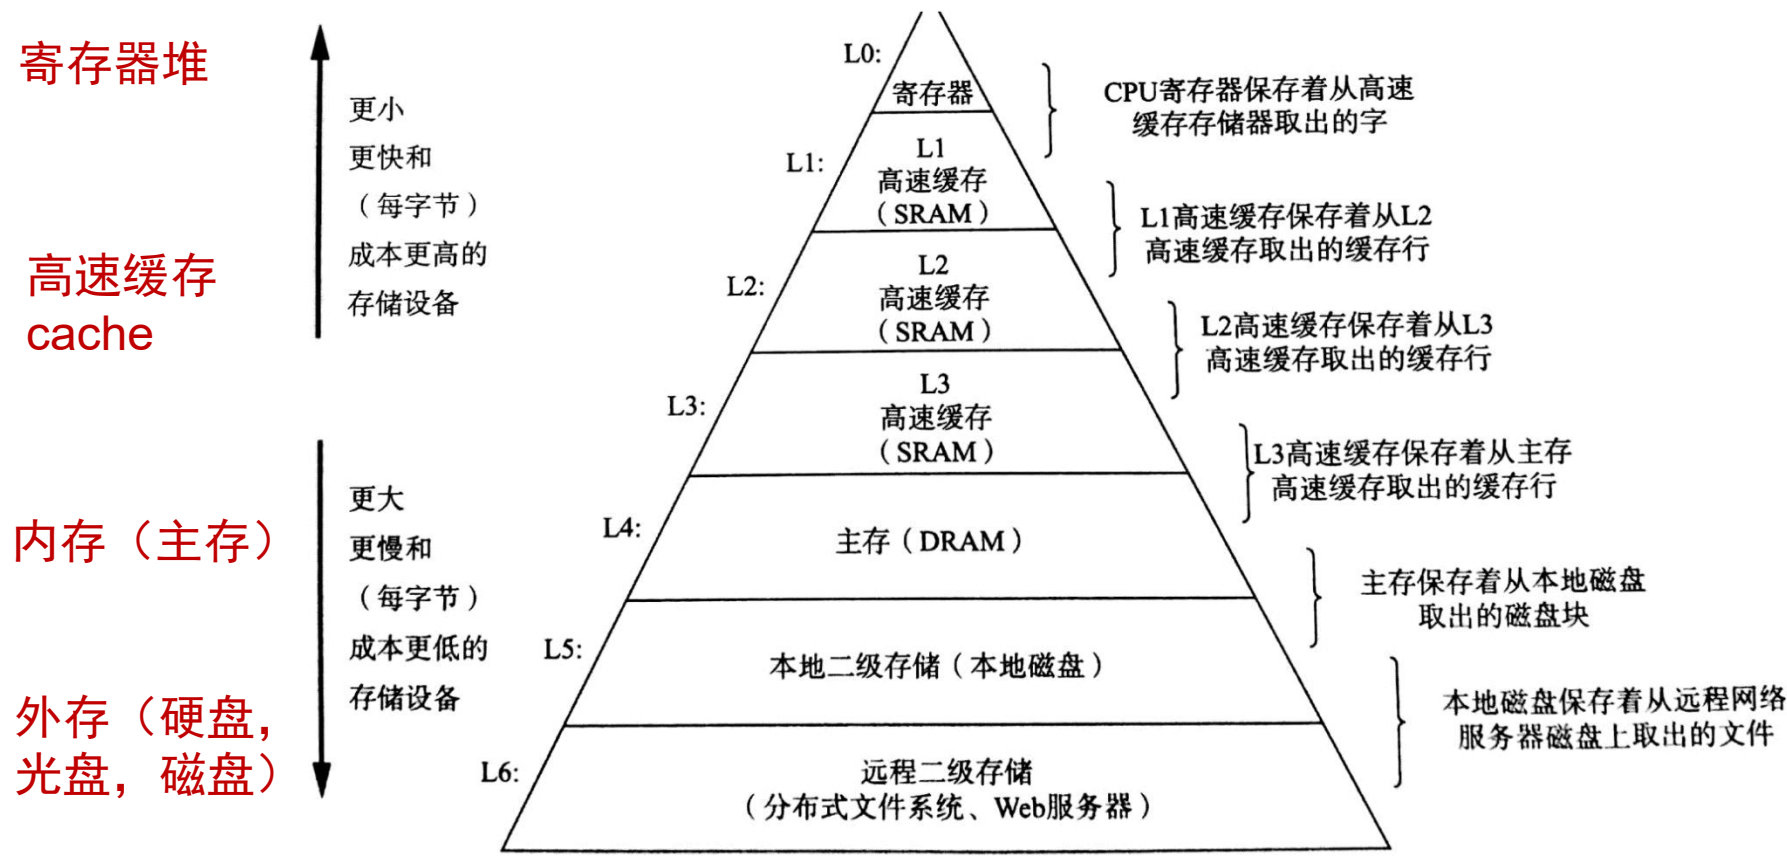 寄存器堆
高速缓存
cache
内存（主存）
外存（硬盘，
光盘，磁盘）
更小
更快和
（每字节）
成本更高的
存储设备
更大
更慢和
（每字节）
成本更低的
存储设备
L0:
寄存器
L1:
L1
高速缓存
（SRAM）
L2:
L2
高速缓存
（SRAM）
L3:
L3
高速缓存
（SRAM）
L4:
主存（DRAM）
L5:
本地二级存储（本地磁盘）
L6:
远程二级存储
（分布式文件系统、Web服务器）
CPU寄存器保存着从高速
缓存存储器取出的字
L1高速缓存保存着从L2
高速缓存取出的缓存行
L2高速缓存保存着从L3
高速缓存取出的缓存行
L3高速缓存保存着从主存
高速缓存取出的缓存行
主存保存着从本地磁盘
取出的磁盘块
本地磁盘保存着从远程网络
服务器磁盘上取出的文件